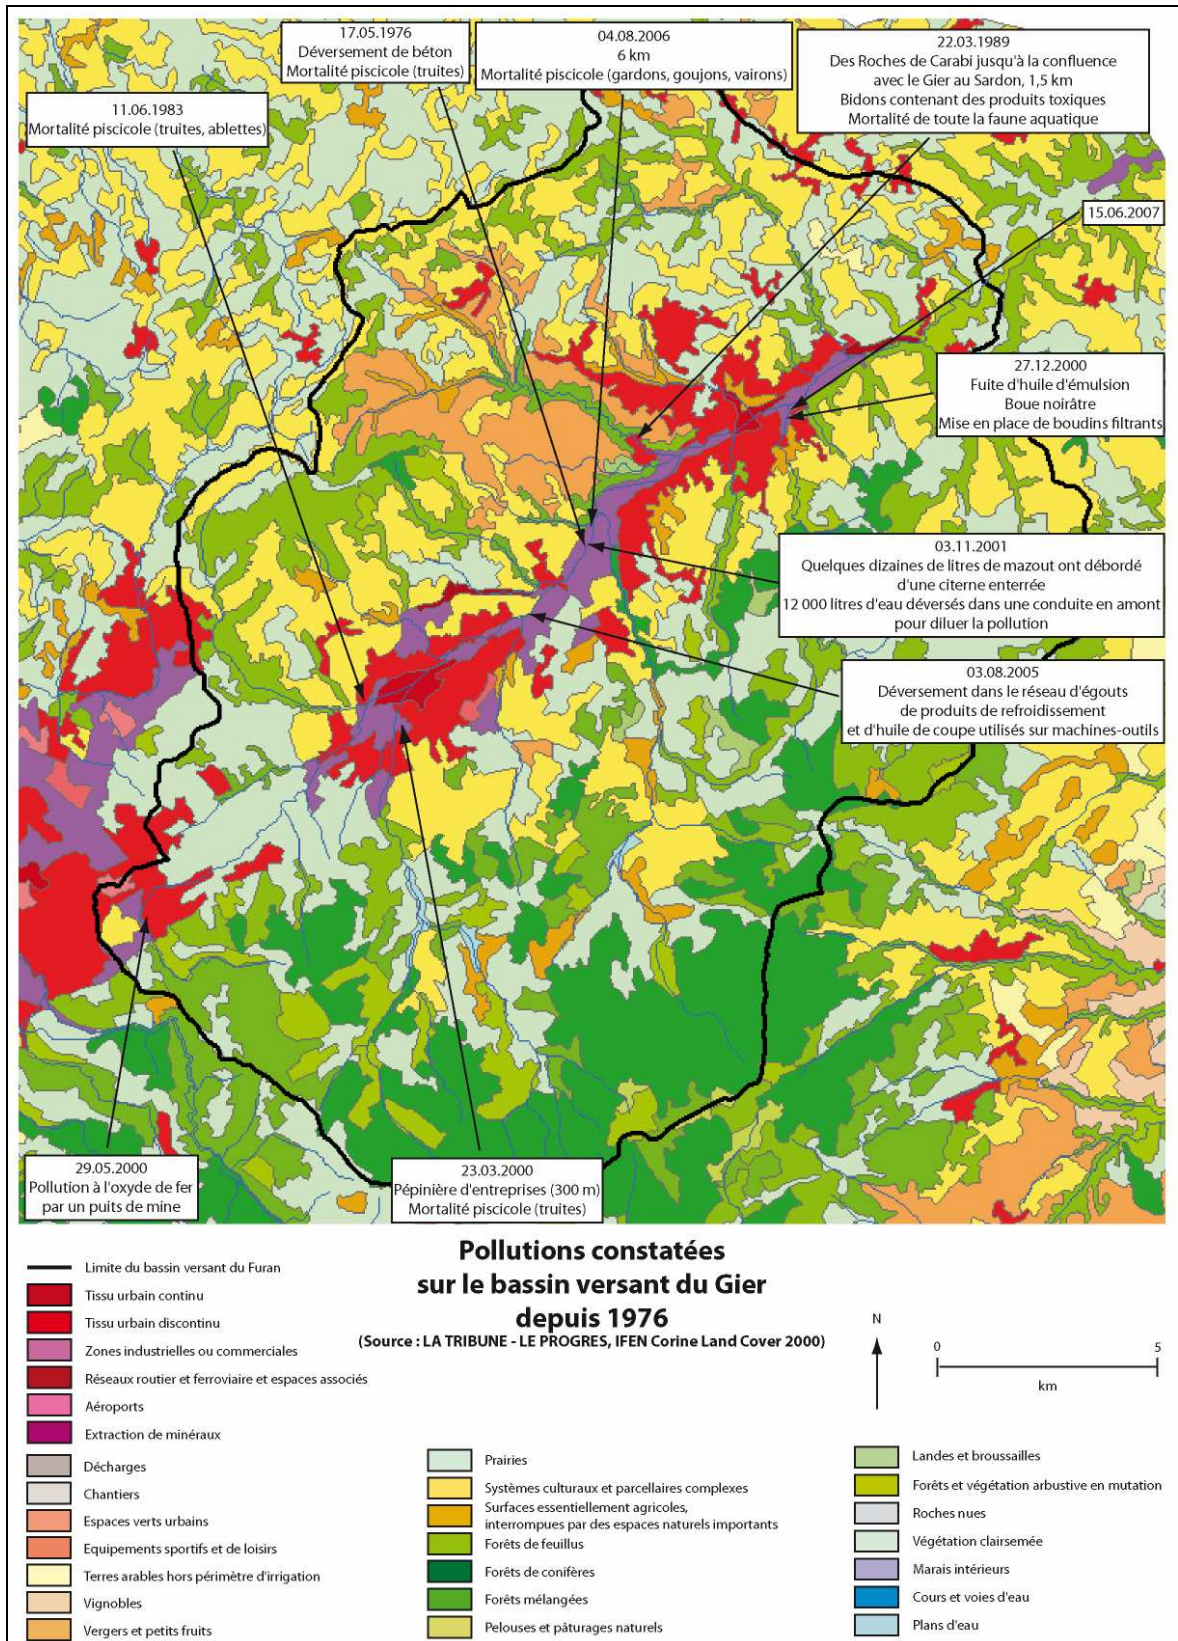 17.05.1976
Déversement de béton
Mortalité piscicole (truites)
04.08.2006
6 km
Mortalité piscicole (gardons, goujons, vairons)
22.03.1989
Des Roches de Carabi jusqu'à la confluence
avec le Gier au Sardon, 1,5 km
Bidons contenant des produits toxiques
Mortalité de toute la faune aquatique
11.06.1983
Mortalité piscicole (truites, ablettes)
15.06.2007
27.12.2000
Fuite d'huile d'émulsion
Boue noirâtre
Mise en place de boudins filtrants
03.11.2001
Quelques dizaines de litres de mazout ont débordé
d'une citerne enterrée
12 000 litres d'eau déversés dans une conduite en amont
pour diluer la pollution
03.08.2005
Déversement dans le réseau d'égouts
de produits de refroidissement
et d'huile de coupe utilisés sur machines-outils
29.05.2000
Pollution à l'oxyde de fer
par un puits de mine
23.03.2000
Pépinière d'entreprises (300 m)
Mortalité piscicole (truites)
Pollutions constatées
sur le bassin versant du Gier
depuis 1976
(Source : LA TRIBUNE - LE PROGRES, IFEN Corine Land Cover 2000)
N
0 5
km
Limite du bassin versant du Furan
Tissu urbain continu
Tissu urbain discontinu
Zones industrielles ou commerciales
Réseaux routier et ferroviaire et espaces associés
Aéroports
Extraction de minéraux
Décharges
Chantiers
Espaces verts urbains
Equipements sportifs et de loisirs
Terres arables hors périmètre d'irrigation
Vignobles
Vergers et petits fruits
Prairies
Systèmes culturaux et parcellaires complexes
Surfaces essentiellement agricoles,
interrompues par des espaces naturels importants
Forêts de feuillus
Forêts de conifères
Forêts mélangées
Pelouses et pâturages naturels
Landes et broussailles
Forêts et végétation arbustive en mutation
Roches nues
Végétation clairsemée
Marais intérieurs
Cours et voies d'eau
Plans d'eau